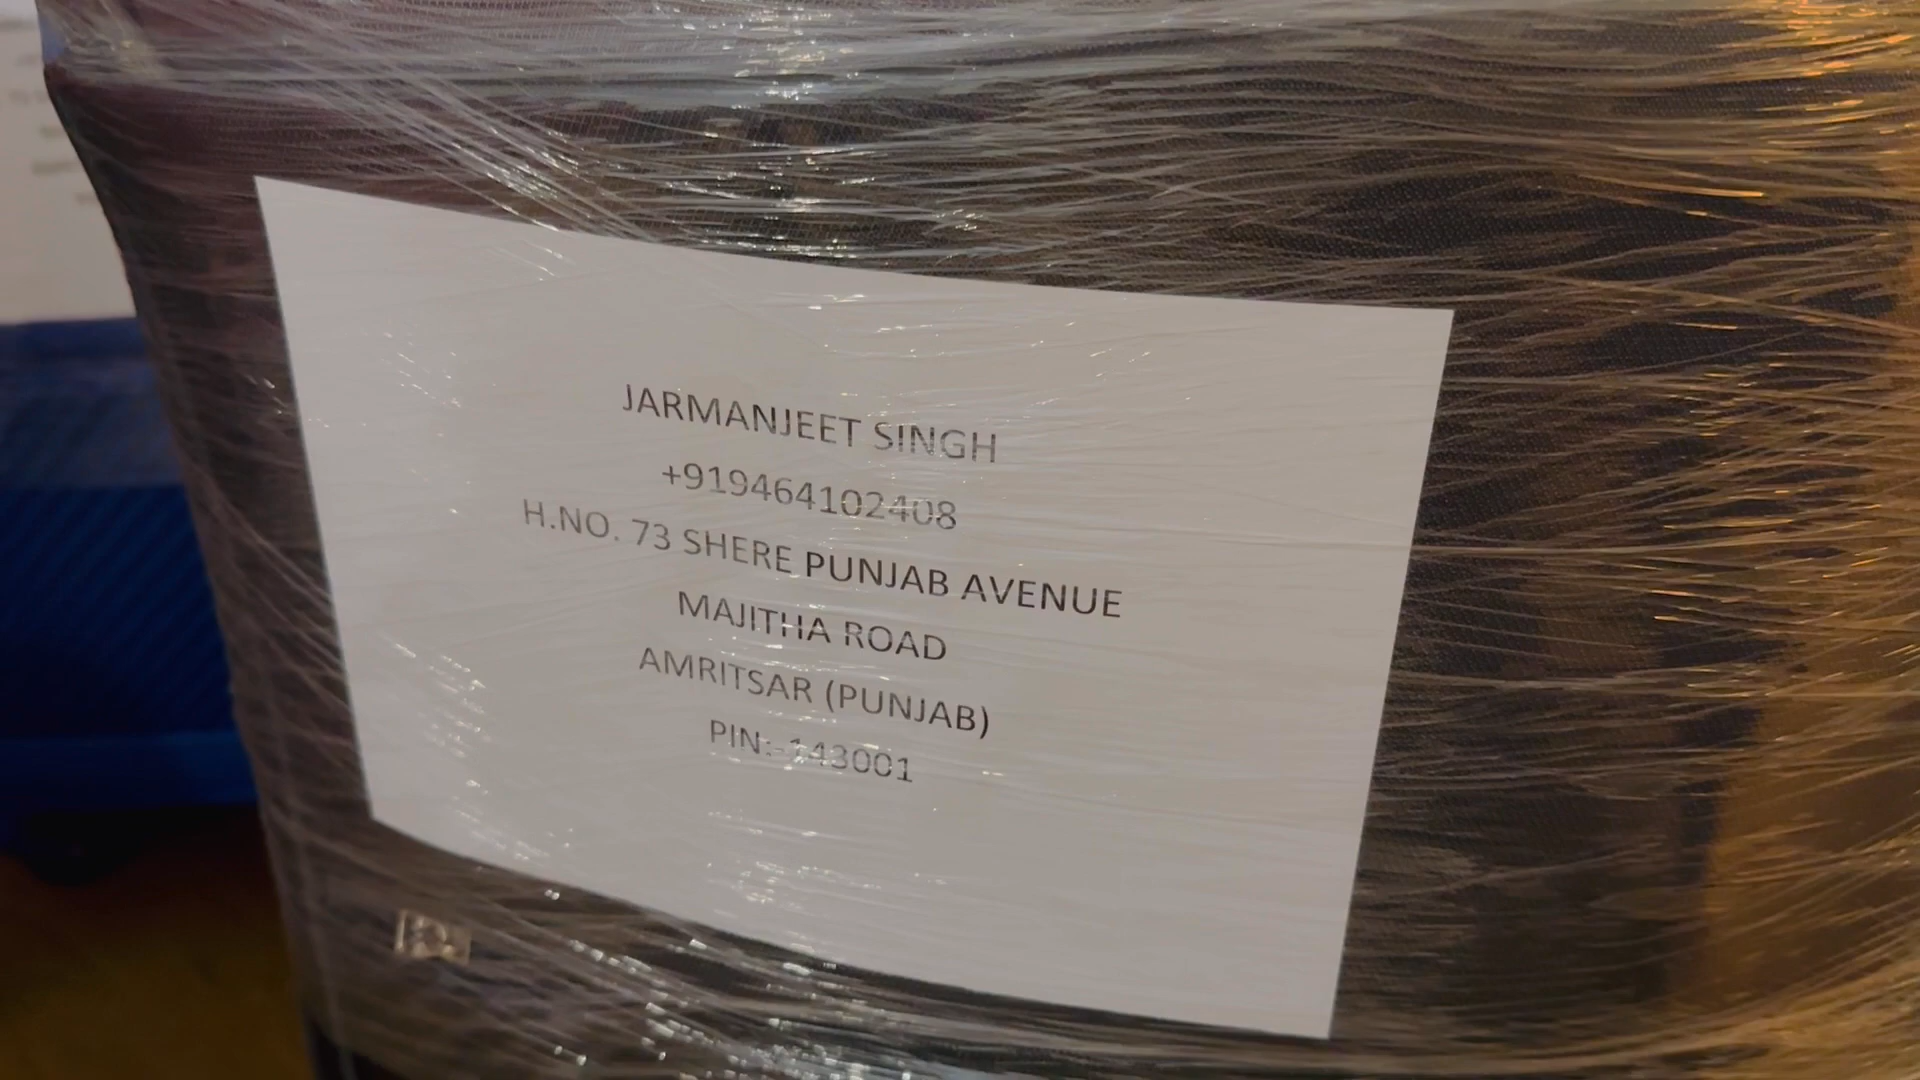 JARMANJEET SINGH
+919464102408
H.NO. 73 SHERE PUNJAB AVENUE
MAJITHA ROAD
AMRITSAR (PUNJAB)
PIN:-143001